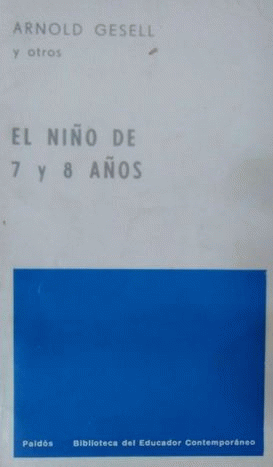 ARNOLD GESELL
y otros
EL NIÑO DE
7 y 8 AÑOS
Paidós Biblioteca del Educador Contemporáneo